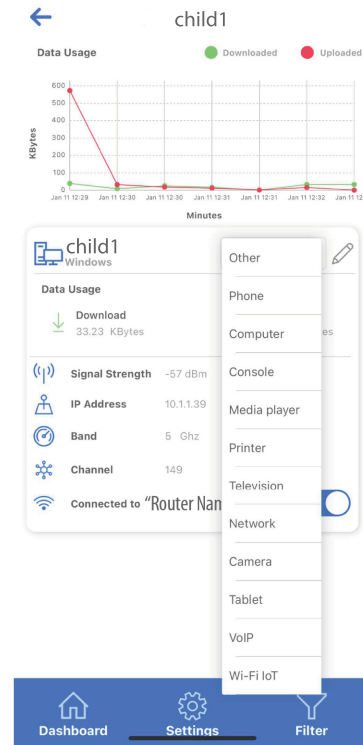 child1
Data Usage
Downloaded
Uploaded
KBytes
600
500
400
300
200
100
0
Jan 11 12:29 Jan 11 12:30 Jan 11 12:30 Jan 11 12:31 Jan 11 12:31 Jan 11 12:32 Jan 11 12
Minutes
child1
Windows
Data Usage
Download
33.23 KBytes
es
Signal Strength -57 dBm
IP Address 10.1.1.39
Band 5 Ghz
Channel 149
Connected to “Router Nam
Other
Phone
Computer
Console
Media player
Printer
Television
Network
Camera
Tablet
VoIP
Wi-Fi IoT
Dashboard
Settings
Filter